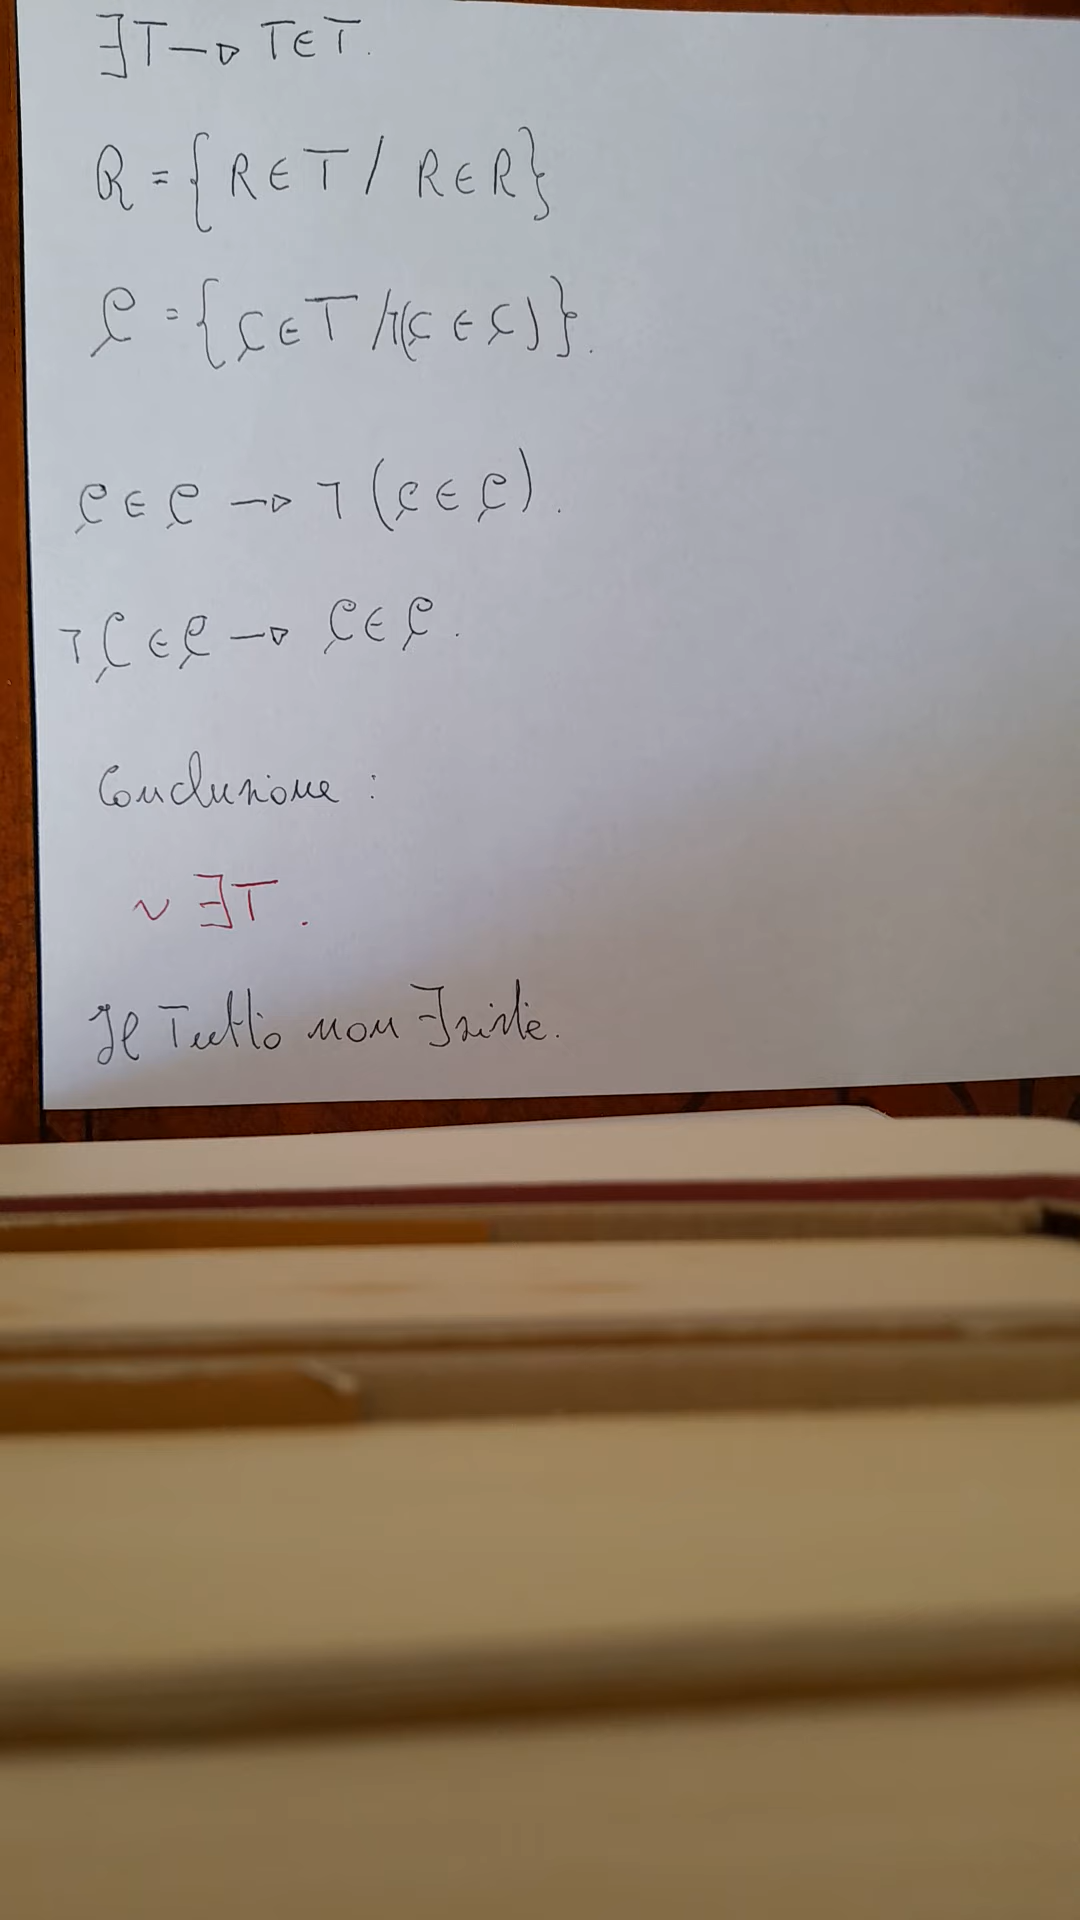 ∃T → T∈T.
R = { R∈T / R∈R}
C = { C∈T / ¬(C∈C)}.
C∈C → ¬(C∈C).
¬C∈C → C∈C.
Conclusione :
~ ∃T.
Il Tutto non Esiste.